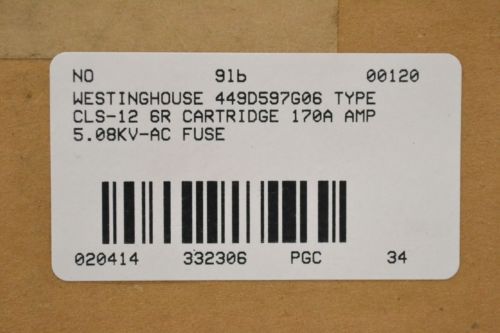 NO 9lb 00120
WESTINGHOUSE 449D597G06 TYPE
CLS-12 6R CARTRIDGE 170A AMP
5.08KV-AC FUSE
020414 332306 PGC 34